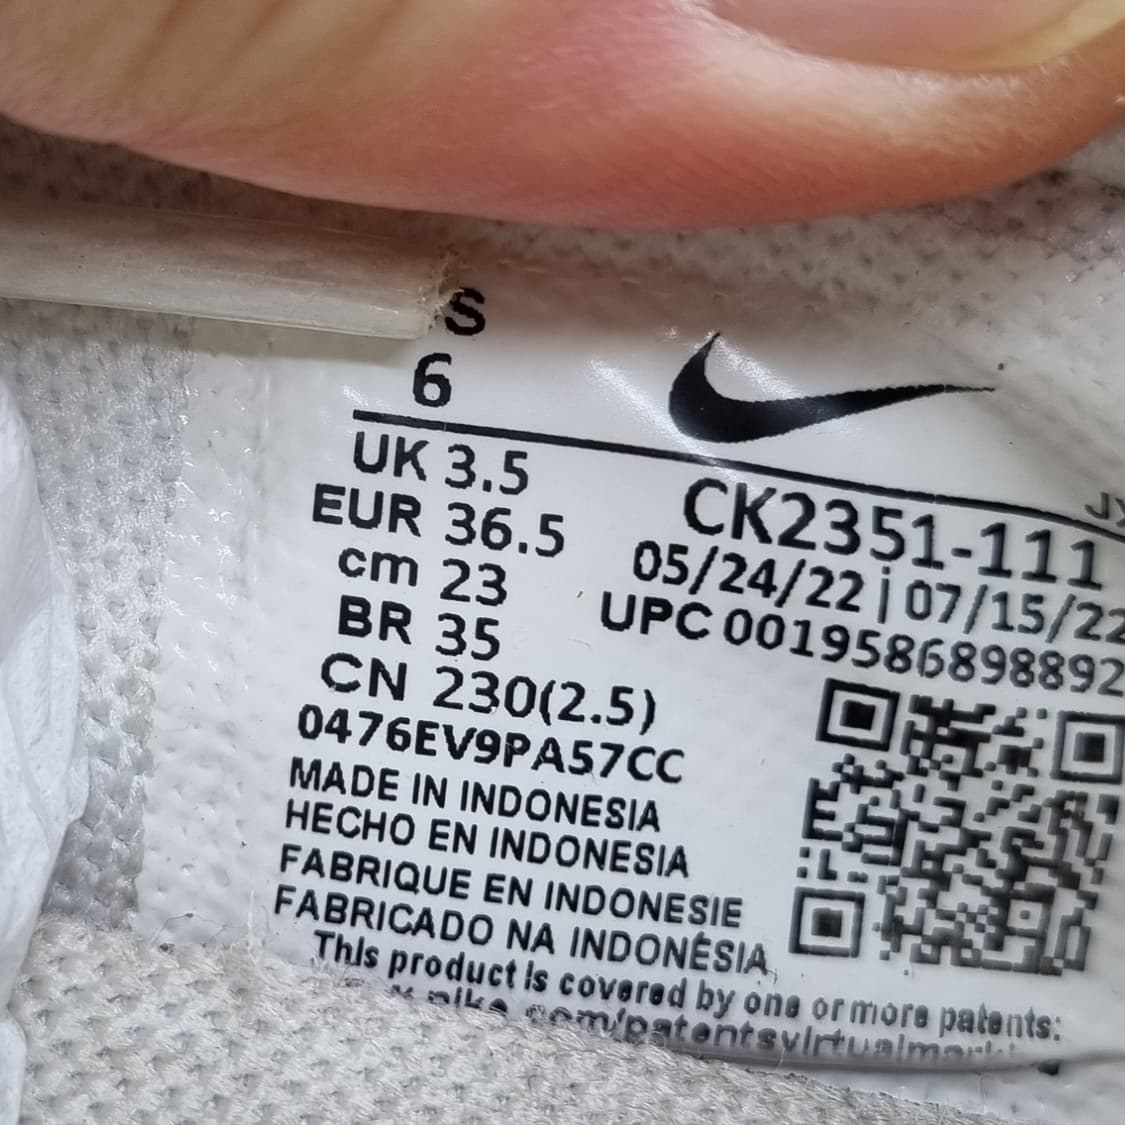 S
6
UK 3.5
EUR 36.5
cm 23
BR 35
CN 230(2.5)
0476EV9PA57CC
MADE IN INDONESIA
HECHO EN INDONESIA
FABRIQUE EN INDONESIE
FABRICADO NA INDONÉSIA
This product is covered by one or more patents:
CK2351-111
05/24/22 | 07/15/22
UPC 0019586898892